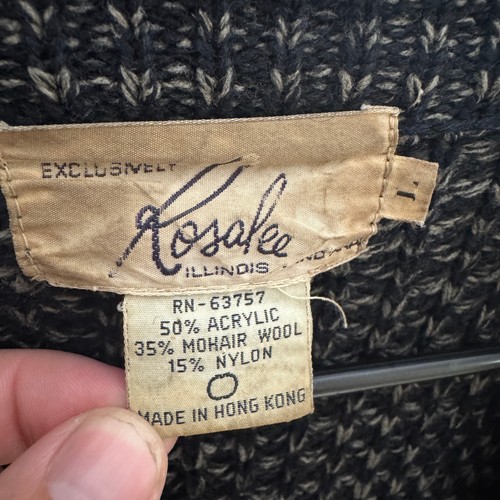 EXCLUSIVELY
L
Rosalee
ILLINOIS
RN-63757
50% ACRYLIC
35% MOHAIR WOOL
15% NYLON
MADE IN HONG KONG